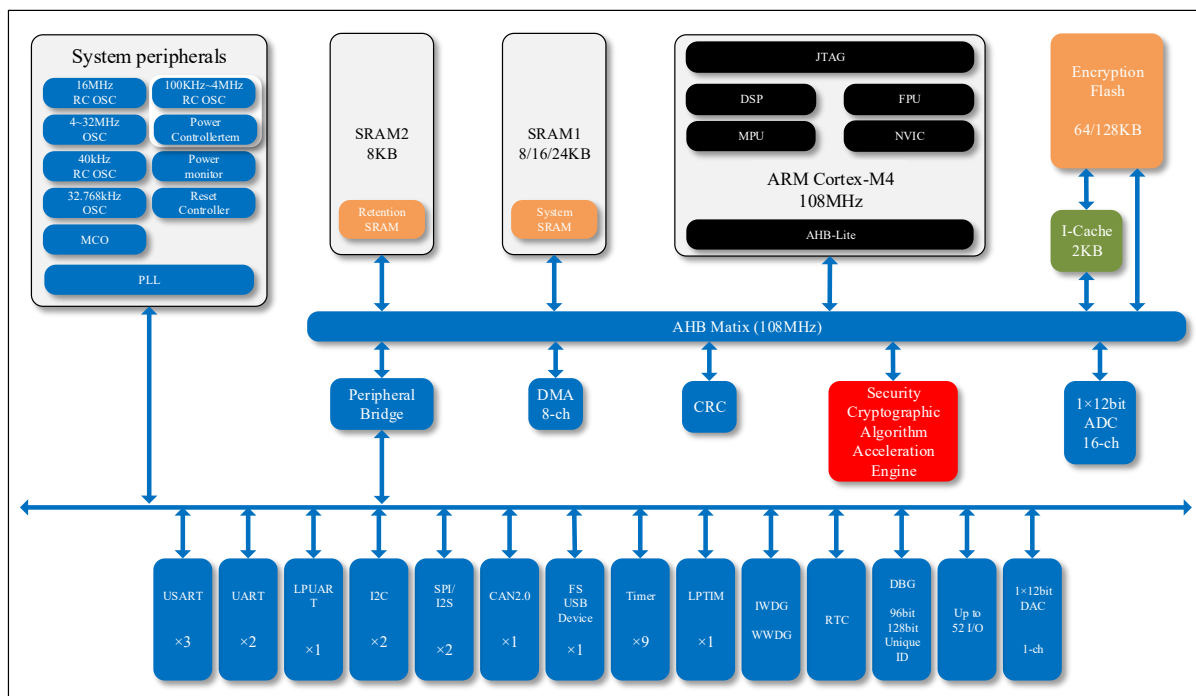 System peripherals
16MHz
RC OSC
100KHz~4MHz
RC OSC
4~32MHz
OSC
Power
Controllertem
40kHz
RC OSC
Power
monitor
32.768kHz
OSC
Reset
Controller
MCO
PLL
SRAM2
8KB
Retention
SRAM
SRAM1
8/16/24KB
System
SRAM
JTAG
DSP
FPU
MPU
NVIC
ARM Cortex-M4
108MHz
AHB-Lite
Encryption
Flash
64/128KB
I-Cache
2KB
AHB Matix (108MHz)
Peripheral
Bridge
DMA
8-ch
CRC
Security
Cryptographic
Algorithm
Acceleration
Engine
1×12bit
ADC
16-ch
USART
×3
UART
×2
LPUAR
T
×1
I2C
×2
SPI/
I2S
×2
CAN2.0
×1
FS
USB
Device
×1
Timer
×9
LPTIM
×1
IWDG
WWDG
RTC
DBG
96bit
128bit
Unique
ID
Up to
52 I/O
1×12bit
DAC
1-ch